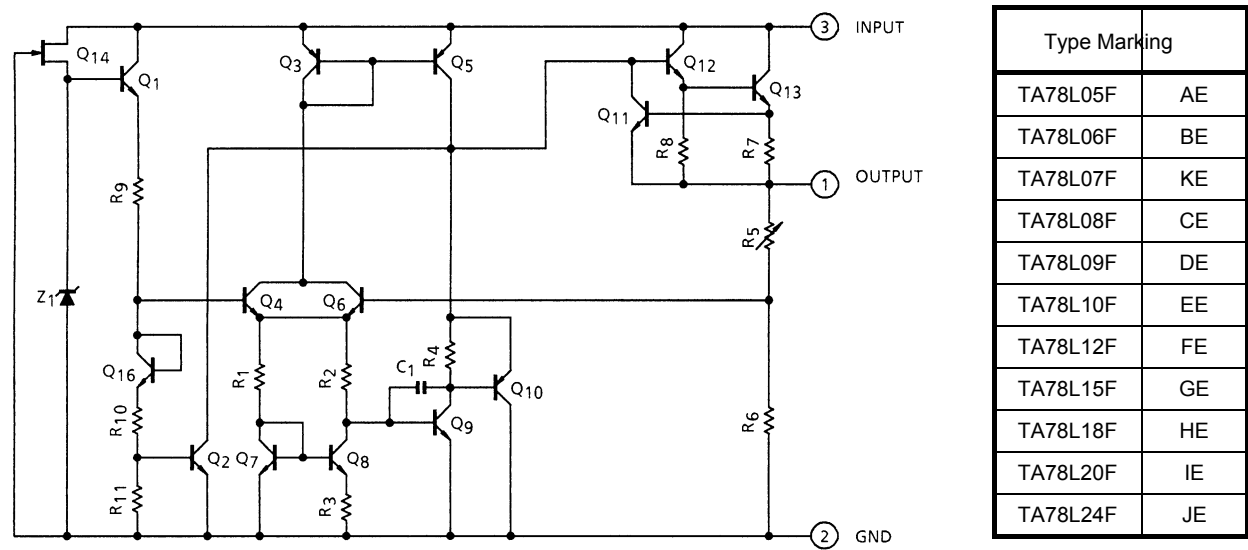 3 INPUT
Q14
Q1
Q3
Q5
Q12
Q13
Q11
R8
R7
1 OUTPUT
R9
R5
Z1
Q4
Q6
Q16
R1
R2
C1
R4
Q10
R10
R6
Q2
Q7
Q8
Q9
R11
R3
2 GND
Type Marking
TA78L05F AE
TA78L06F BE
TA78L07F KE
TA78L08F CE
TA78L09F DE
TA78L10F EE
TA78L12F FE
TA78L15F GE
TA78L18F HE
TA78L20F IE
TA78L24F JE